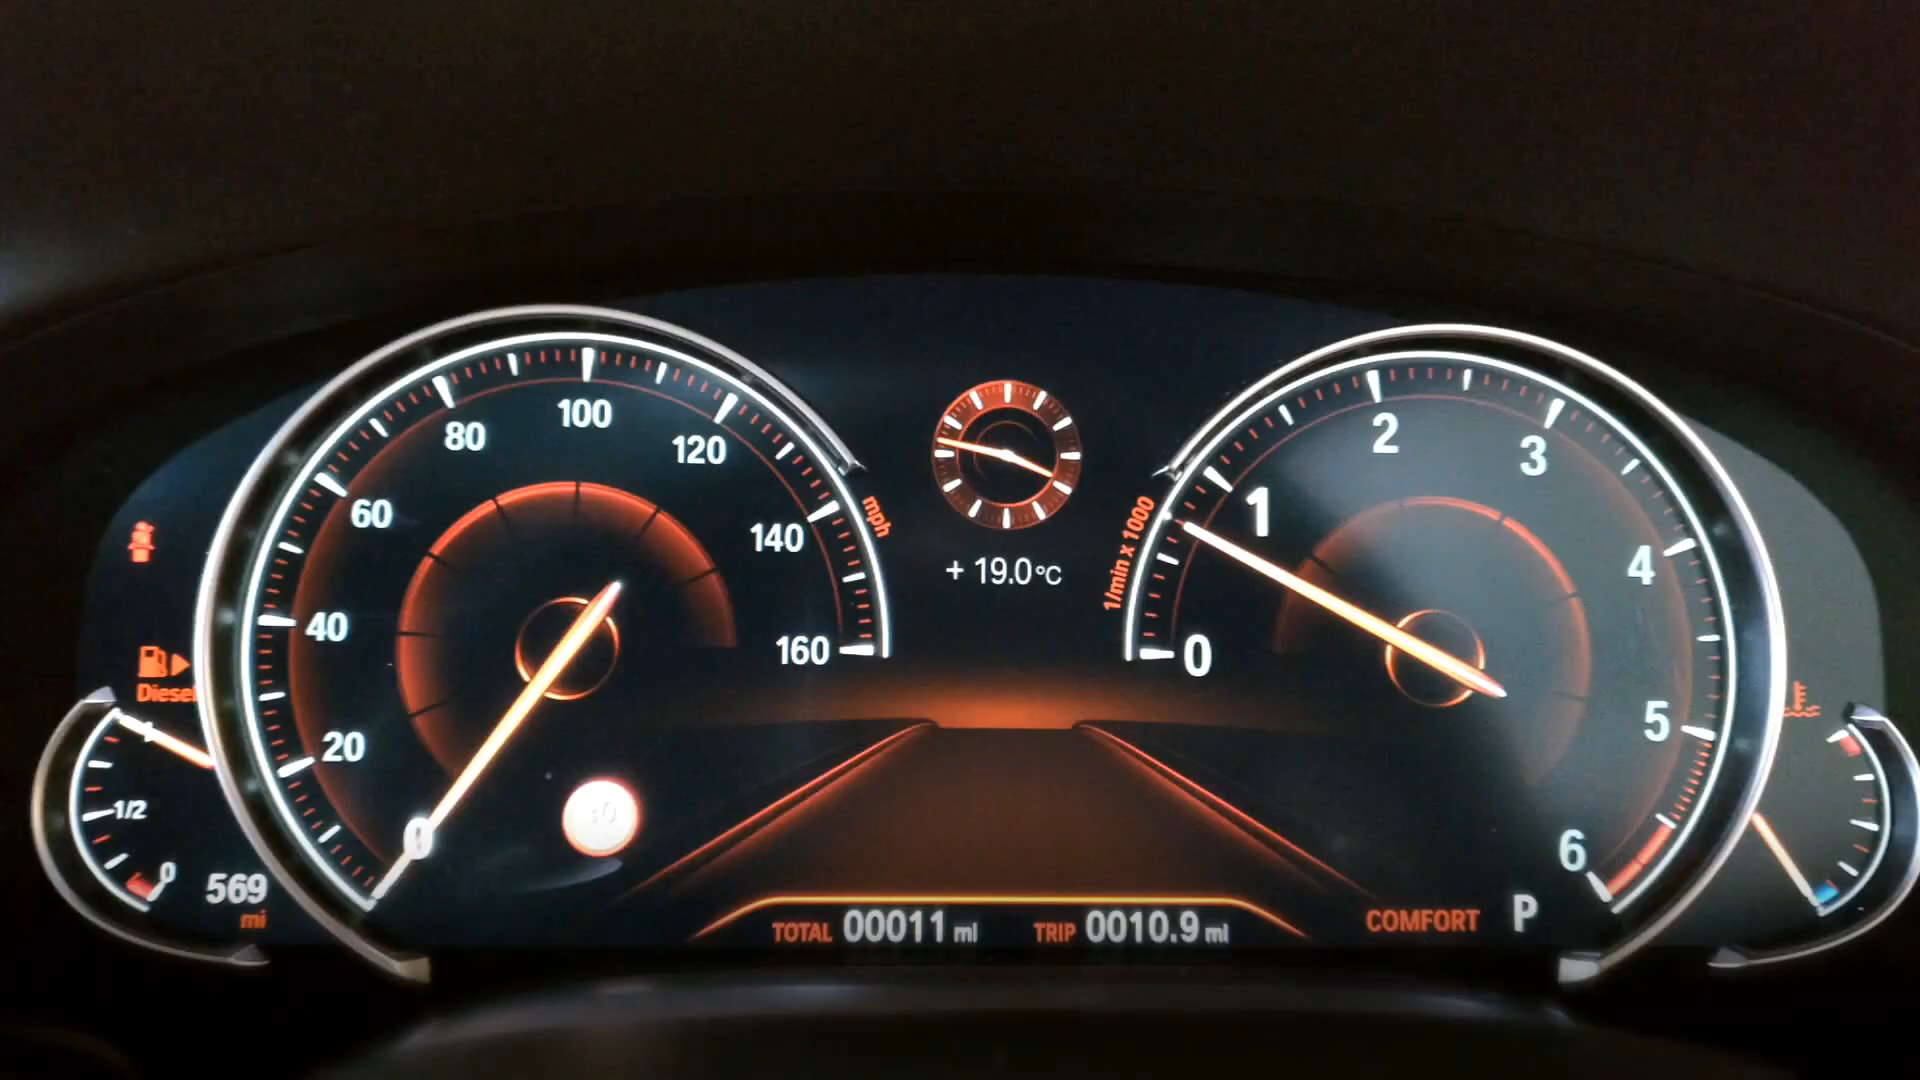 80
100
120
60
140
40
160
20
0
mph
+ 19.0°C
1/min x 1000
0
1
2
3
4
5
6
Diesel
1
1/2
0
569
mi
TOTAL 00011 mi
TRIP 0010.9 mi
COMFORT
P